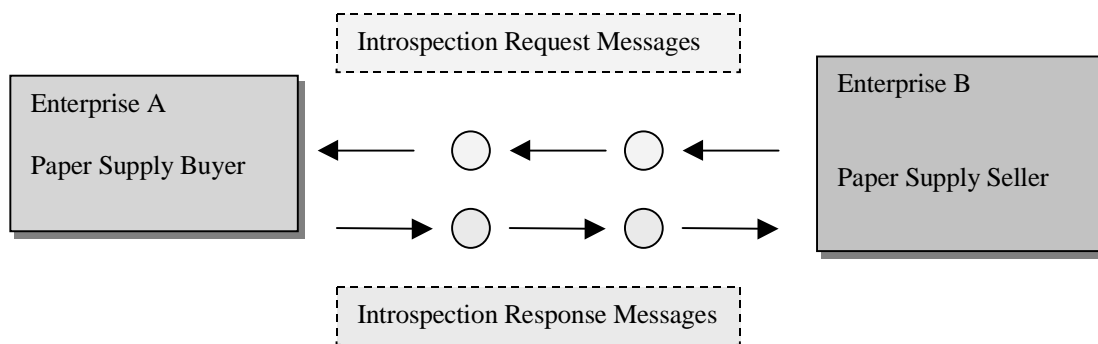 Introspection Request Messages
Enterprise A
Paper Supply Buyer
Enterprise B
Paper Supply Seller
Introspection Response Messages